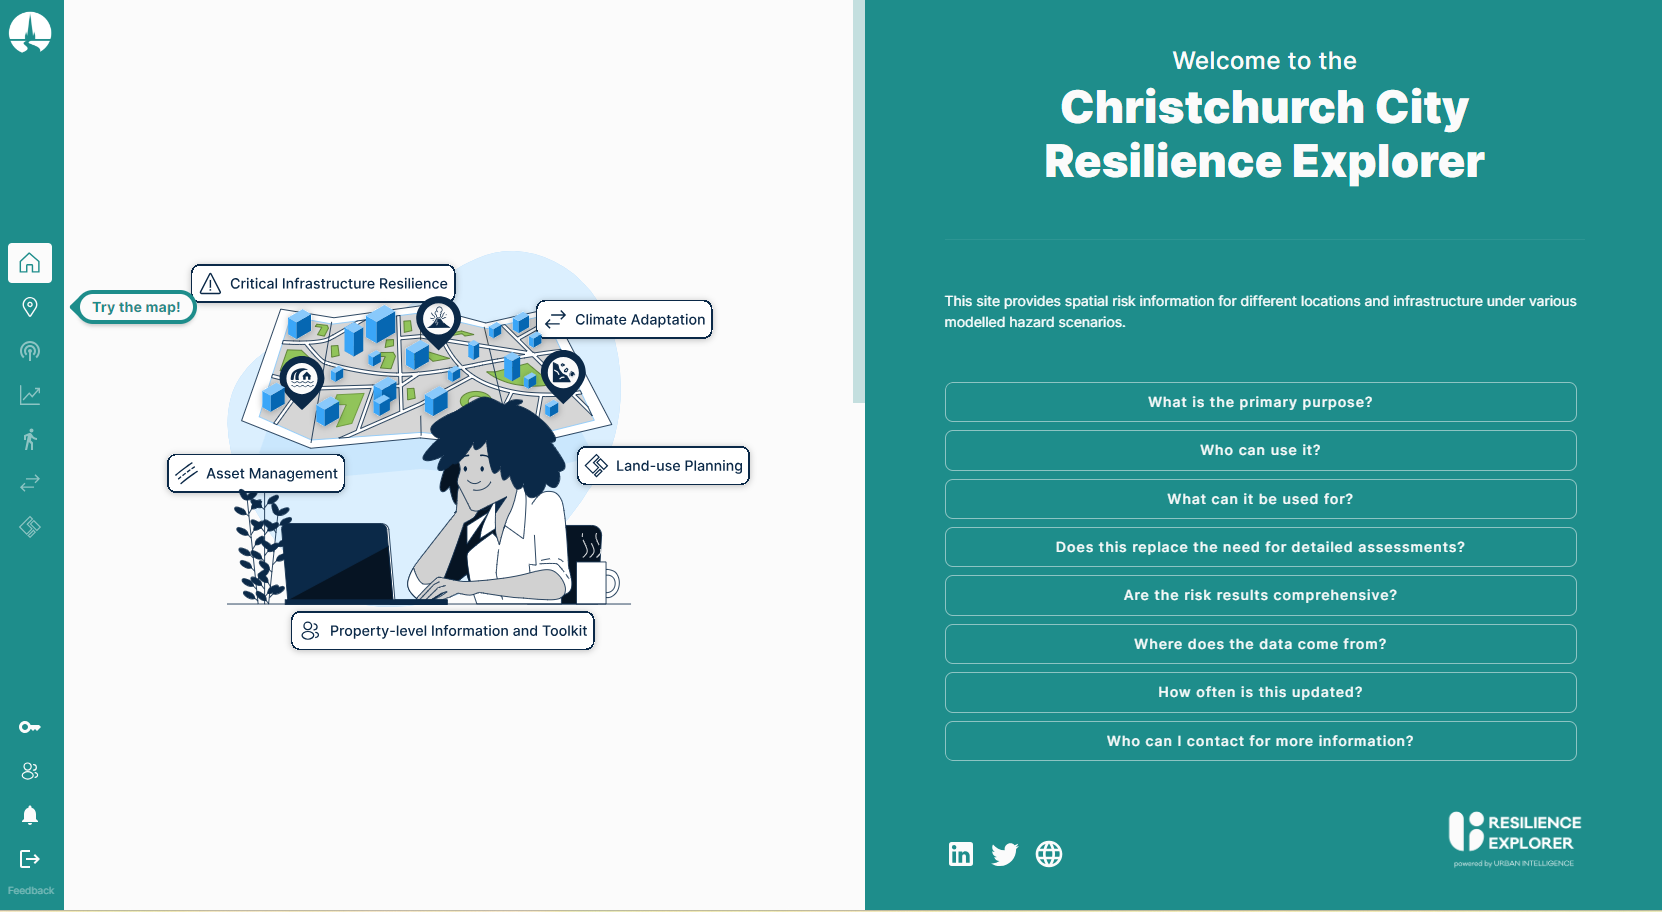 Welcome to the
Christchurch City
Resilience Explorer
Try the map!
Critical Infrastructure Resilience
Climate Adaptation
Asset Management
Land-use Planning
Property-level Information and Toolkit
Feedback
This site provides spatial risk information for different locations and infrastructure under various
modelled hazard scenarios.
What is the primary purpose?
Who can use it?
What can it be used for?
Does this replace the need for detailed assessments?
Are the risk results comprehensive?
Where does the data come from?
How often is this updated?
Who can I contact for more information?
in
RESILIENCE
EXPLORER
powered by URBAN INTELLIGENCE